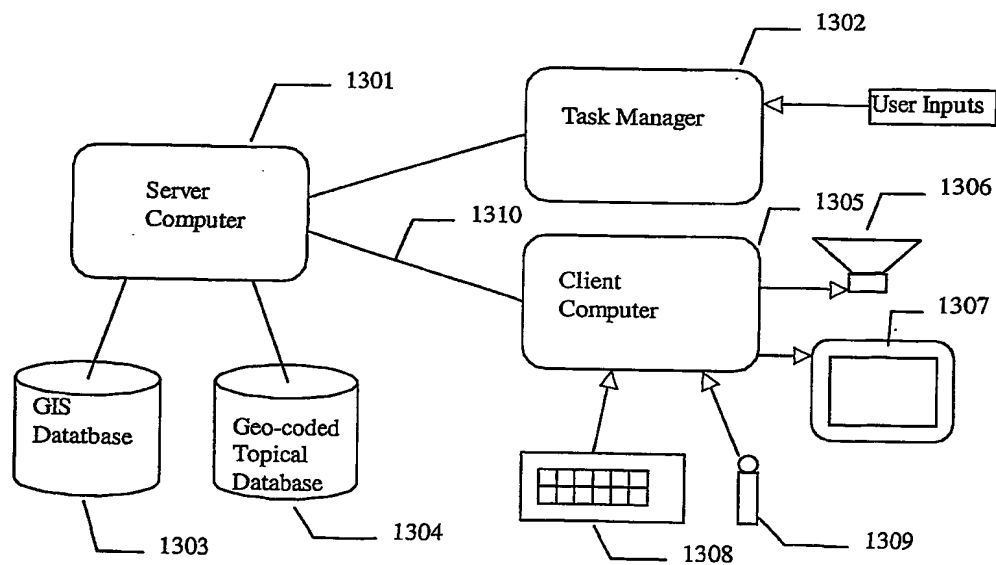 1302
1301
Task Manager
User Inputs
Server
Computer
1310
1305
1306
Client
Computer
1307
GIS
Datatbase
Geo-coded
Topical
Database
1303
1304
1308
1309